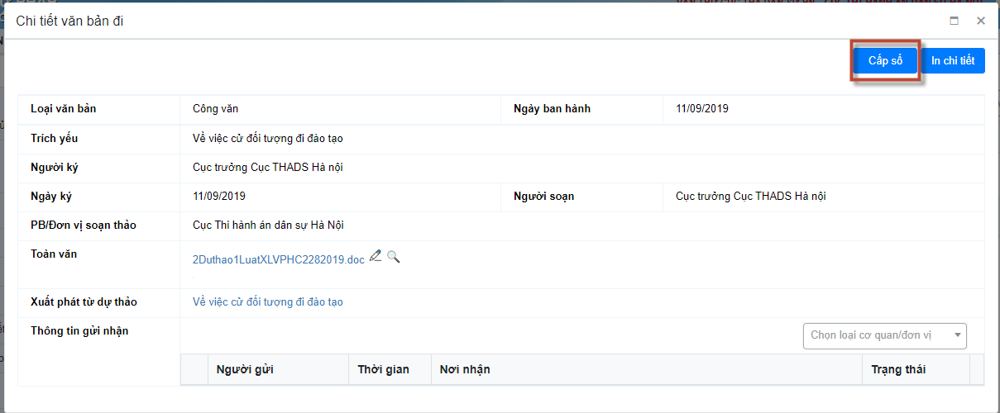 Chi tiết văn bản đi
Cấp số In chi tiết
Loại văn bản Công văn Ngày ban hành 11/09/2019
Trích yếu Về việc cử đối tượng đi đào tạo
Người ký Cục trưởng Cục THADS Hà nội
Ngày ký 11/09/2019 Người soạn Cục trưởng Cục THADS Hà nội
PB/Đơn vị soạn thảo Cục Thi hành án dân sự Hà Nội
Toàn văn 2Duthao1LuatXLVPHC2282019.doc
Xuất phát từ dự thảo Về việc cử đối tượng đi đào tạo
Thông tin gửi nhận Chọn loại cơ quan/đơn vị
Người gửi Thời gian Nơi nhận Trạng thái